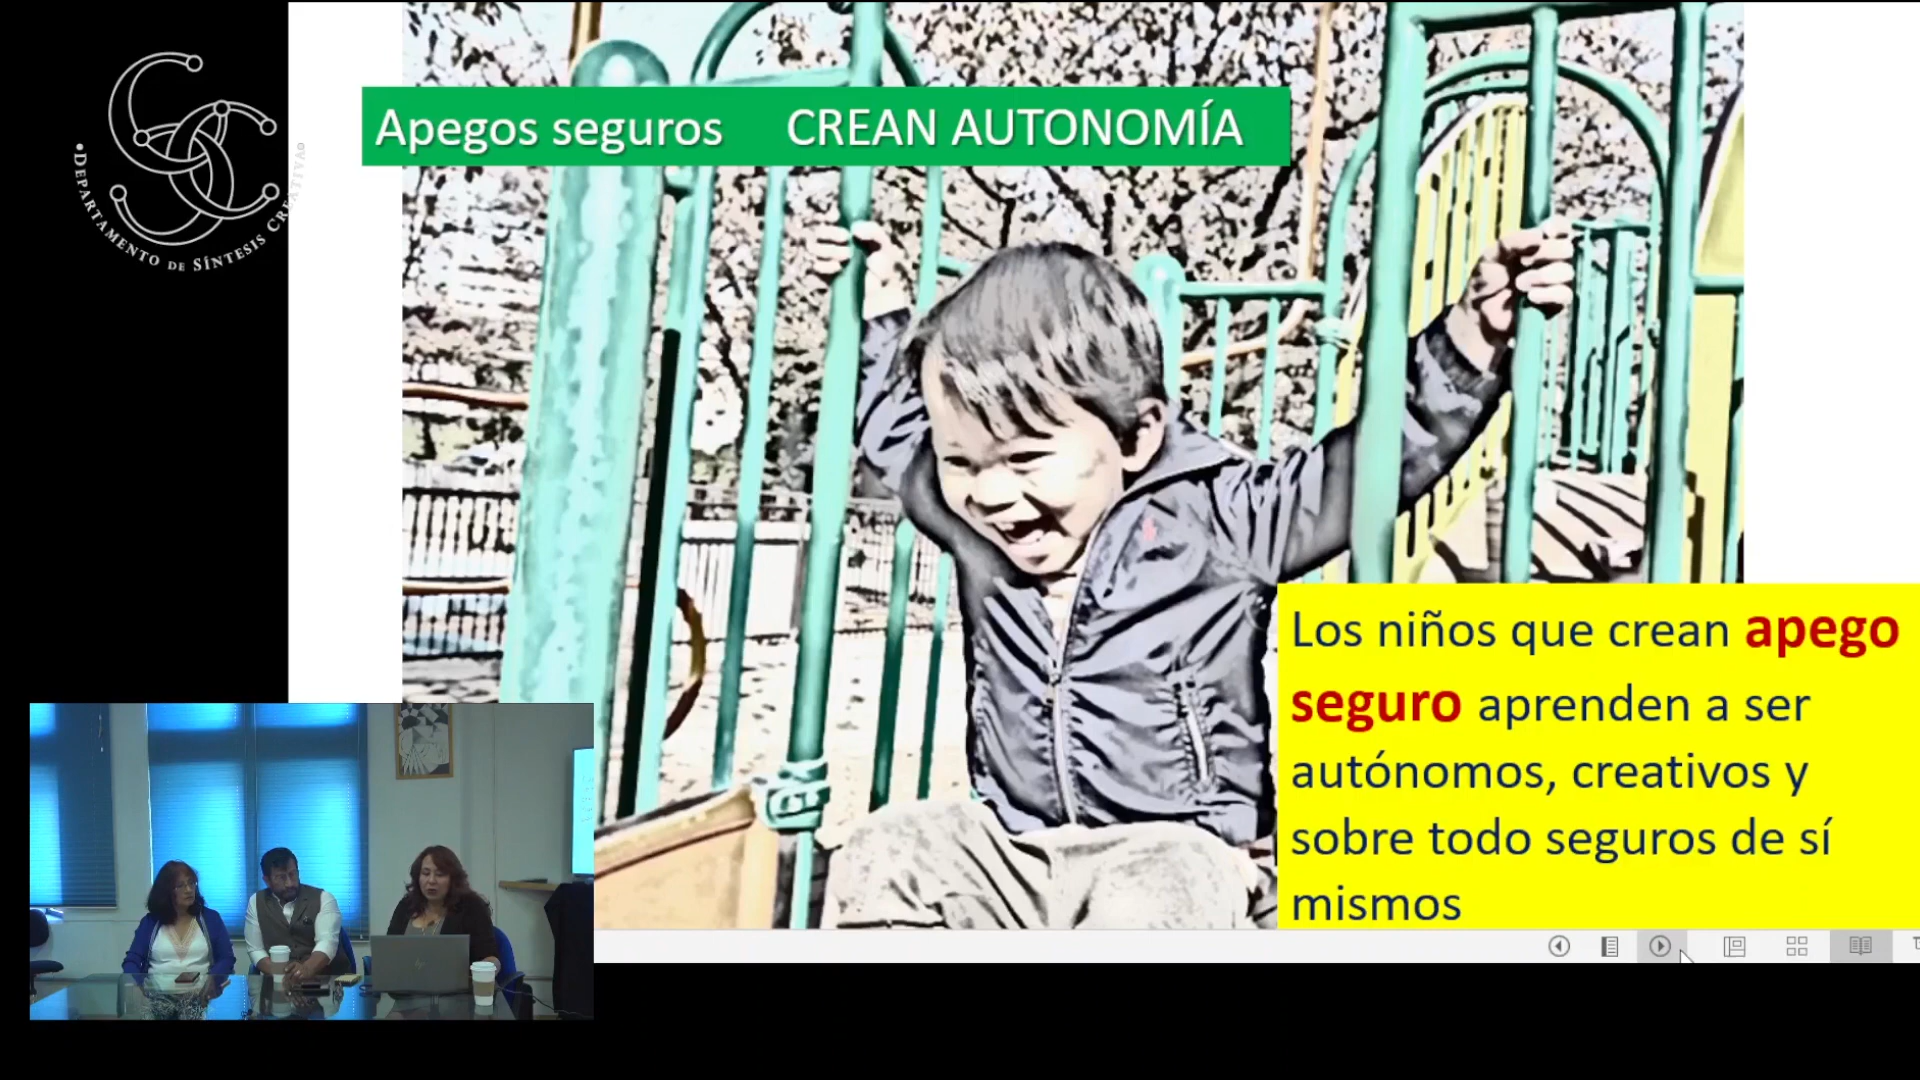 •DEPARTAMENTO DE SÍNTESIS CREATIVA
Apegos seguros CREAN AUTONOMÍA
Los niños que crean apego
seguro aprenden a ser
autónomos, creativos y
sobre todo seguros de sí
mismos